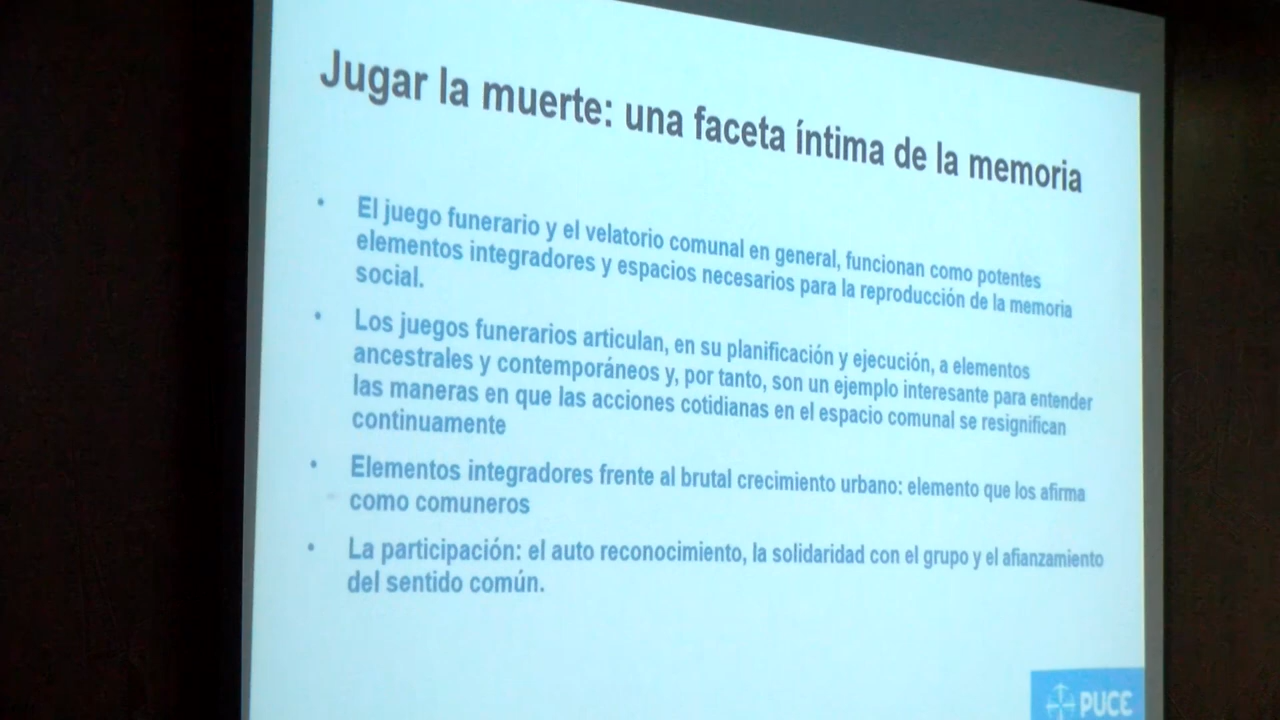 Jugar la muerte: una faceta íntima de la memoria
• El juego funerario y el velatorio comunal en general, funcionan como potentes
elementos integradores y espacios necesarios para la reproducción de la memoria
social.
• Los juegos funerarios articulan, en su planificación y ejecución, a elementos
ancestrales y contemporáneos y, por tanto, son un ejemplo interesante para entender
las maneras en que las acciones cotidianas en el espacio comunal se resignifican
continuamente
• Elementos integradores frente al brutal crecimiento urbano: elemento que los afirma
como comuneros
• La participación: el auto reconocimiento, la solidaridad con el grupo y el afianzamiento
del sentido común.
PUCE